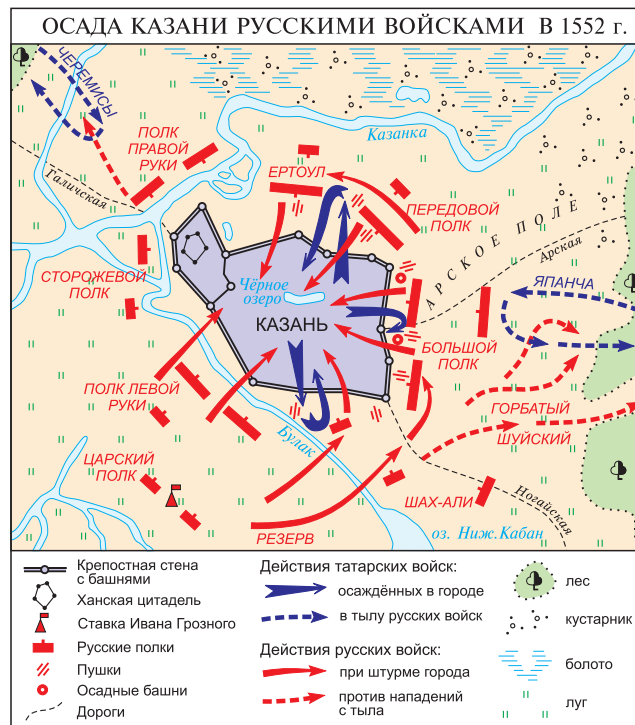 ОСАДА КАЗАНИ РУССКИМИ ВОЙСКАМИ В 1552 г.
ЧЕРЕМИСЫ
ПОЛК
ПРАВОЙ
РУКИ
Казанка
Галичская
ЕРТОУЛ
ПЕРЕДОВОЙ
ПОЛК
АРСКОЕ ПОЛЕ
Арская
СТОРОЖЕВОЙ
ПОЛК
Чёрное
озеро
ЯПАНЧА
КАЗАНЬ
БОЛЬШОЙ
ПОЛК
ПОЛК ЛЕВОЙ
РУКИ
ГОРБАТЫЙ
ШУЙСКИЙ
Булак
ЦАРСКИЙ
ПОЛК
ШАХ-АЛИ
Ногайская
РЕЗЕРВ
оз. Ниж.Кабан
Крепостная стена
с башнями
Ханская цитадель
Ставка Ивана Грозного
Русские полки
Пушки
Осадные башни
Дороги
Действия татарских войск:
осаждённых в городе
в тылу русских войск
Действия русских войск:
при штурме города
против нападений
с тыла
лес
кустарник
болото
луг